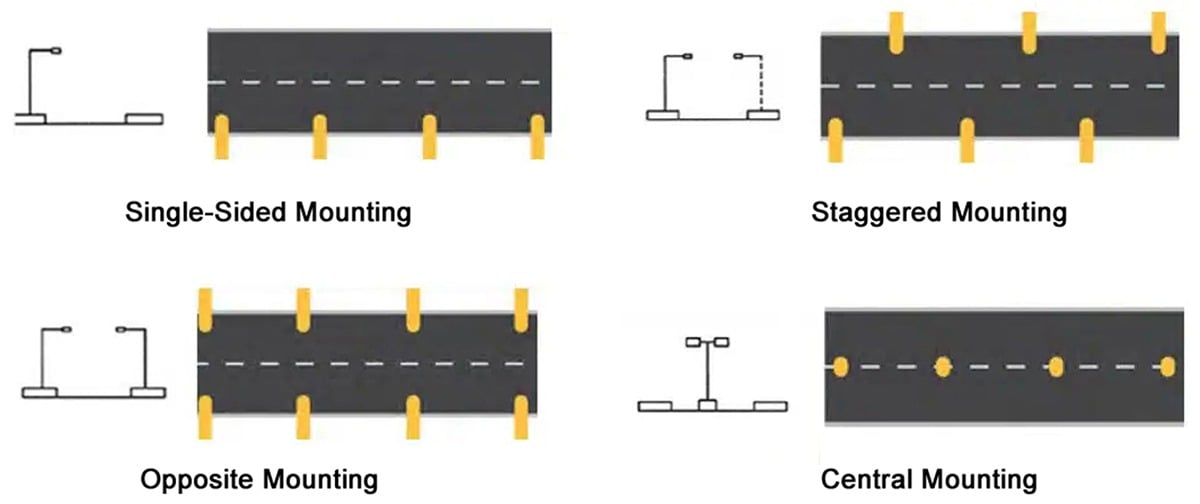 Single-Sided Mounting
Staggered Mounting
Opposite Mounting
Central Mounting